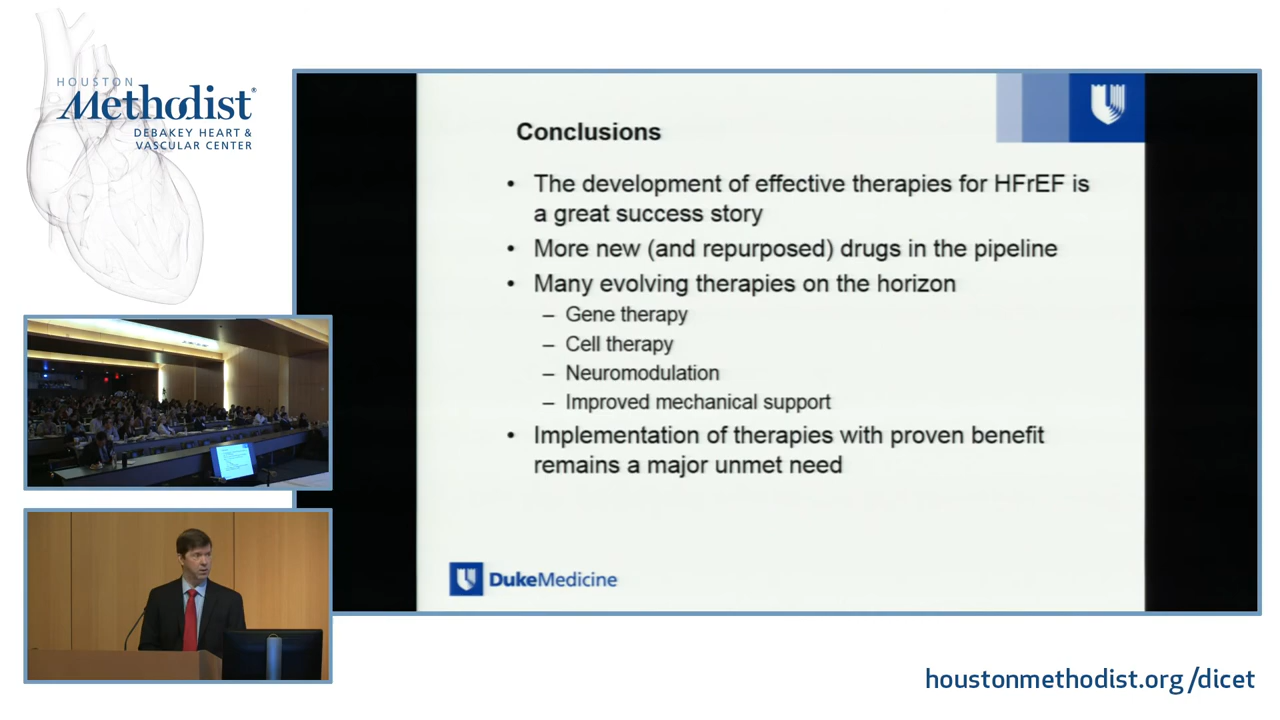 HOUSTON
Methodist®
DEBAKEY HEART &
VASCULAR CENTER
Conclusions
• The development of effective therapies for HFrEF is
a great success story
• More new (and repurposed) drugs in the pipeline
• Many evolving therapies on the horizon
– Gene therapy
– Cell therapy
– Neuromodulation
– Improved mechanical support
• Implementation of therapies with proven benefit
remains a major unmet need
DukeMedicine
houstonmethodist.org/dicet